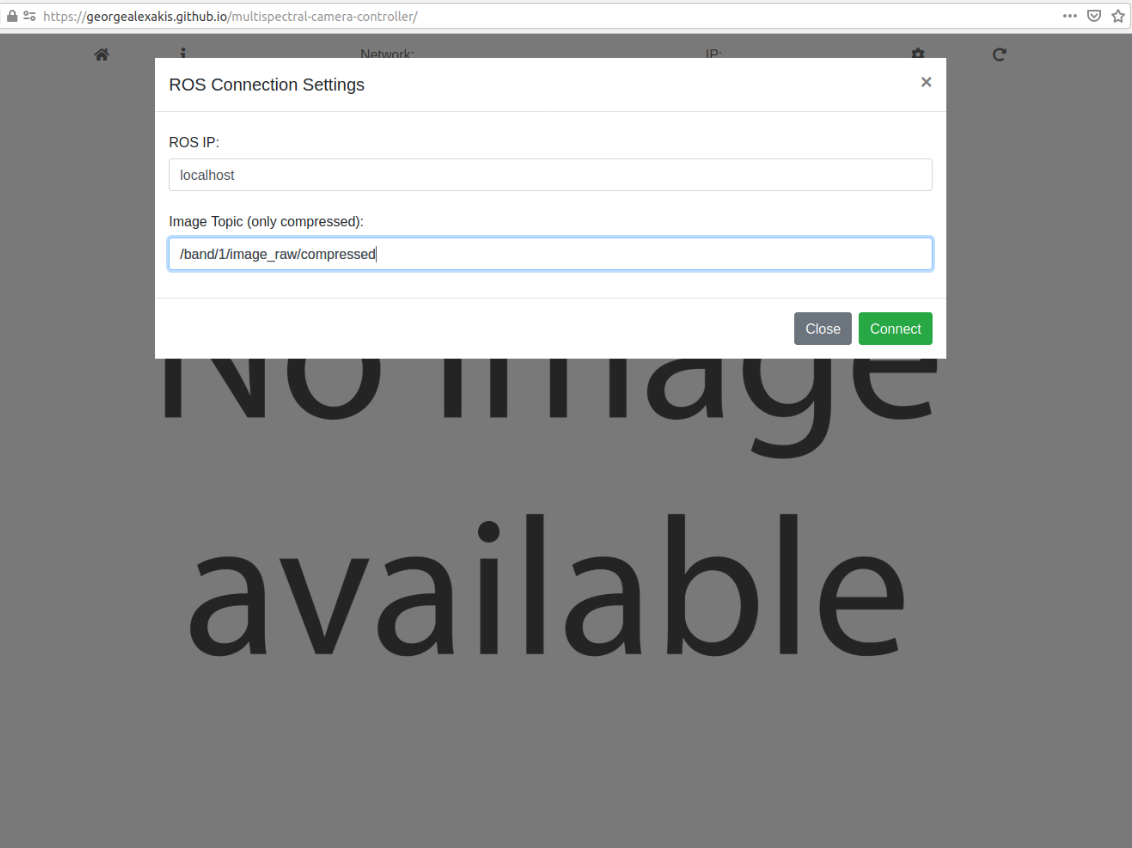 https://georgealexakis.github.io/multispectral-camera-controller/
Network: IP:
ROS Connection Settings ×
ROS IP:
localhost
Image Topic (only compressed):
/band/1/image_raw/compressed
Close Connect
No image
available